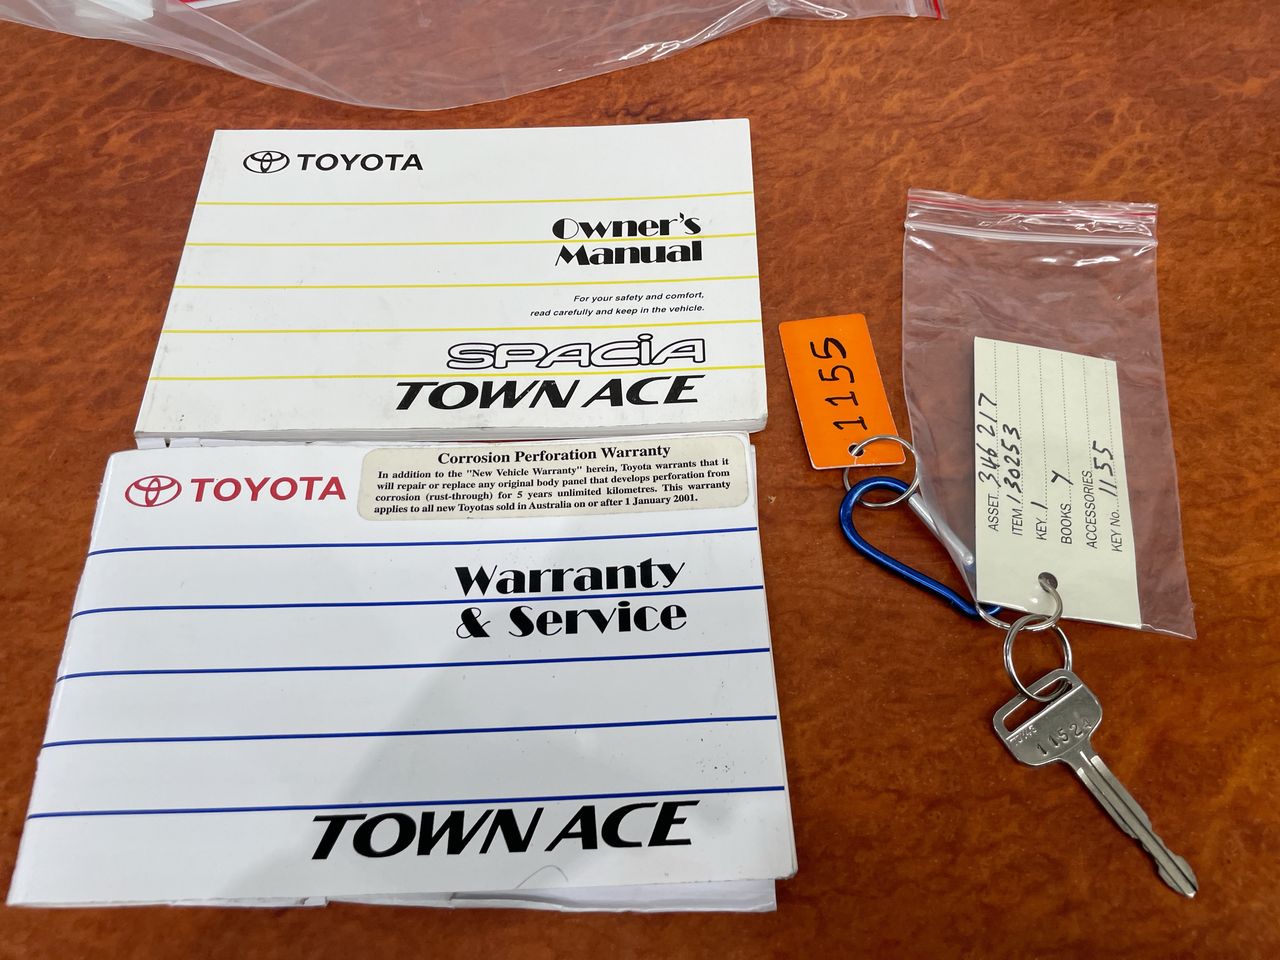 TOYOTA
Owner's
Manual
For your safety and comfort,
read carefully and keep in the vehicle.
SPACiA
TOWN ACE
TOYOTA
Corrosion Perforation Warranty
In addition to the "New Vehicle Warranty" herein, Toyota warrants that it
will repair or replace any original body panel that develops perforation from
corrosion (rust-through) for 5 years unlimited kilometres. This warranty
applies to all new Toyotas sold in Australia on or after 1 January 2001.
Warranty
& Service
TOWN ACE
1155
ASSET 346217
ITEM 130253
KEY 1
BOOKS Y
ACCESSORIES
KEY No. 1155
1152